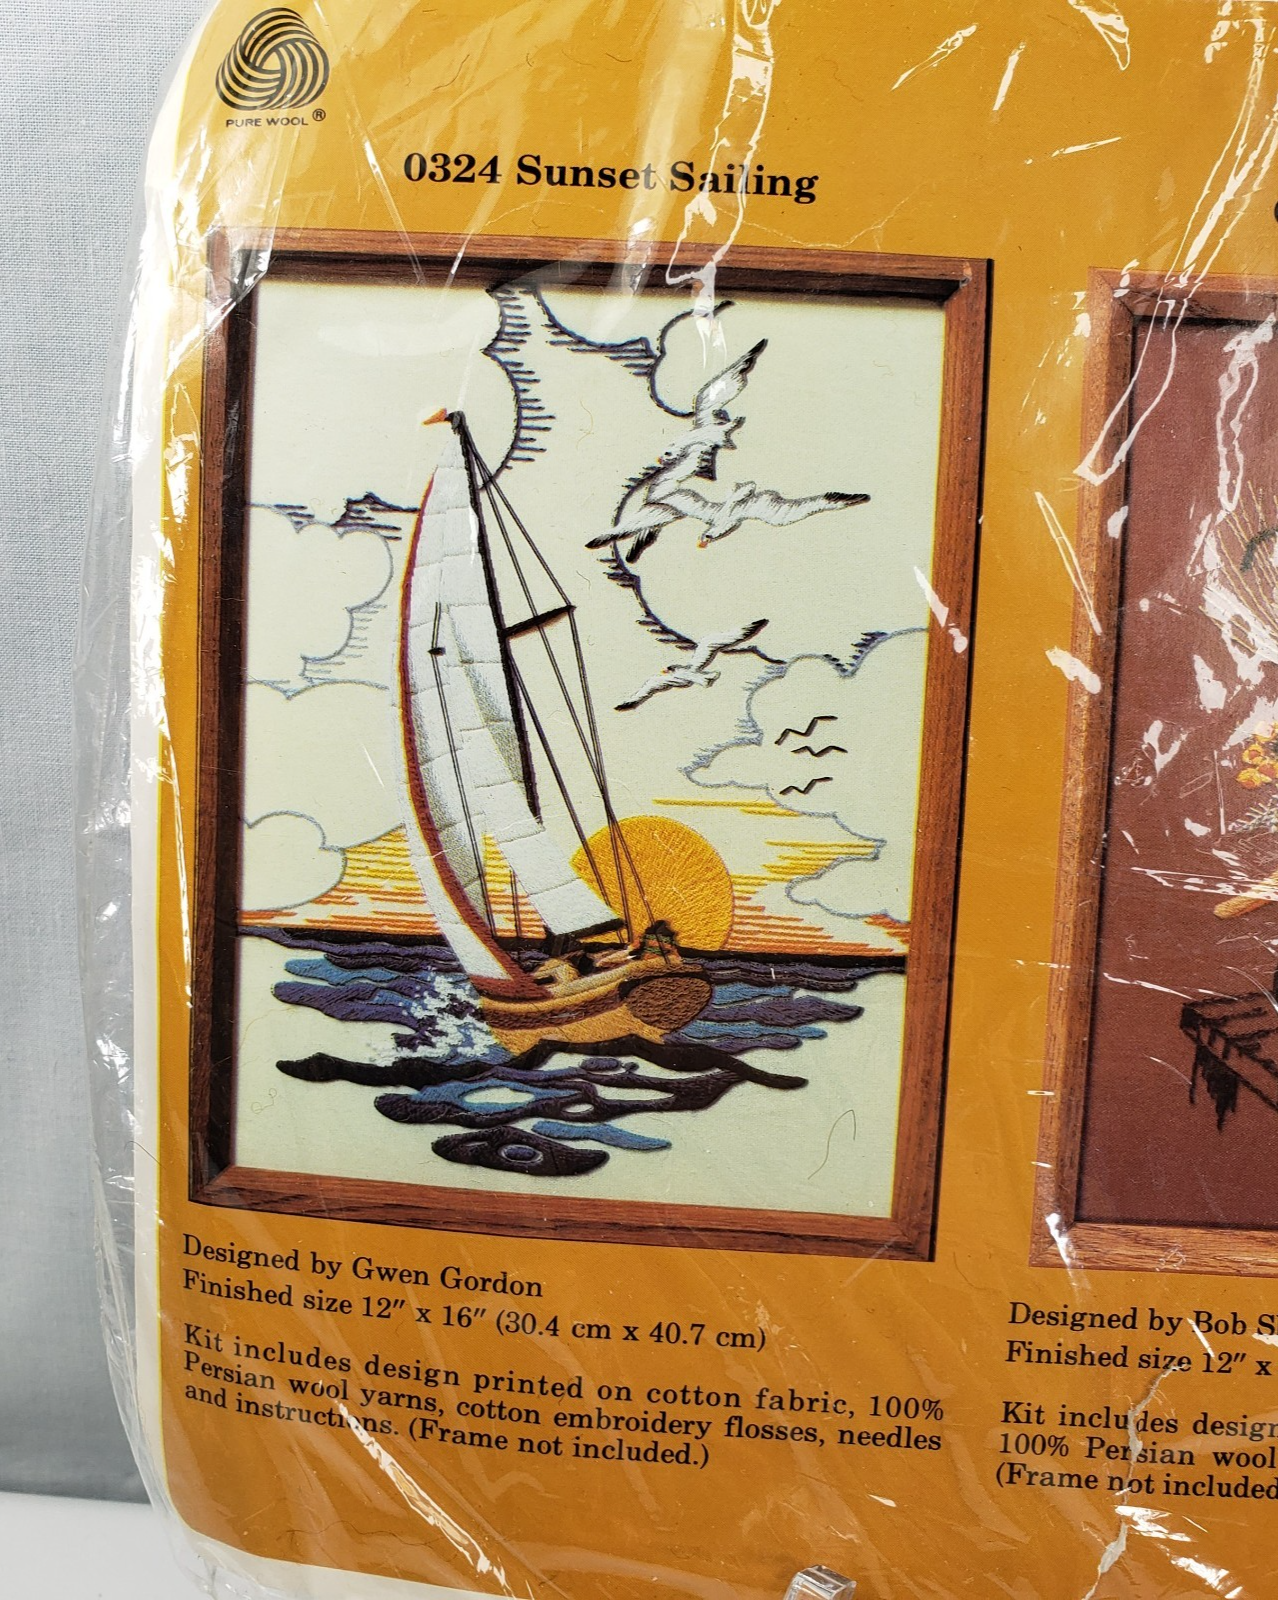 PURE WOOL ®
0324 Sunset Sailing
Designed by Gwen Gordon
Finished size 12″ x 16″ (30.4 cm x 40.7 cm)
Kit includes design printed on cotton fabric, 100%
Persian wool yarns, cotton embroidery flosses, needles
and instructions. (Frame not included.)
Designed by Bob
Finished size 12″ x
Kit includes design
100% Persian wool
(Frame not included